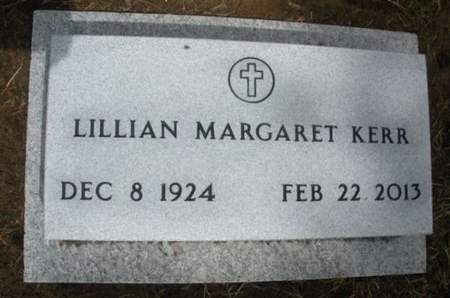 LILLIAN MARGARET KERR
DEC 8 1924 FEB 22 2013